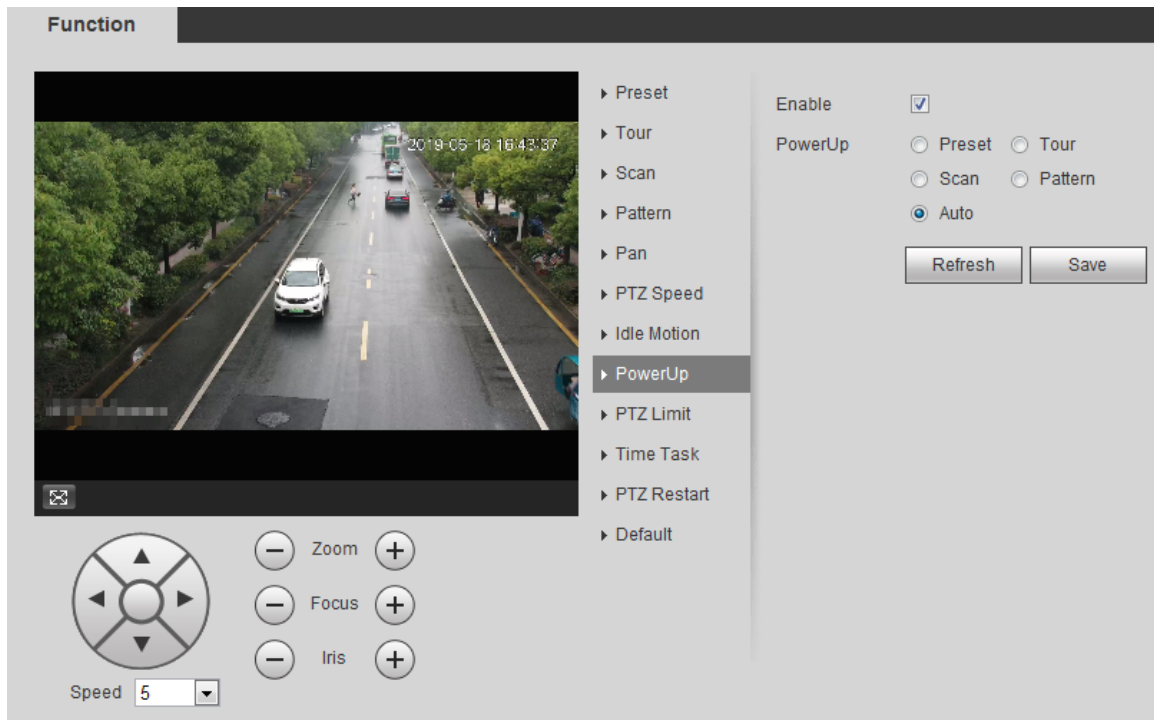 Function
2019-05-18 16:43:37
Preset
Tour
Scan
Pattern
Pan
PTZ Speed
Idle Motion
PowerUp
PTZ Limit
Time Task
PTZ Restart
Default
Enable
PowerUp Preset Tour
Scan Pattern
Auto
Refresh Save
Zoom
Focus
Iris
Speed 5